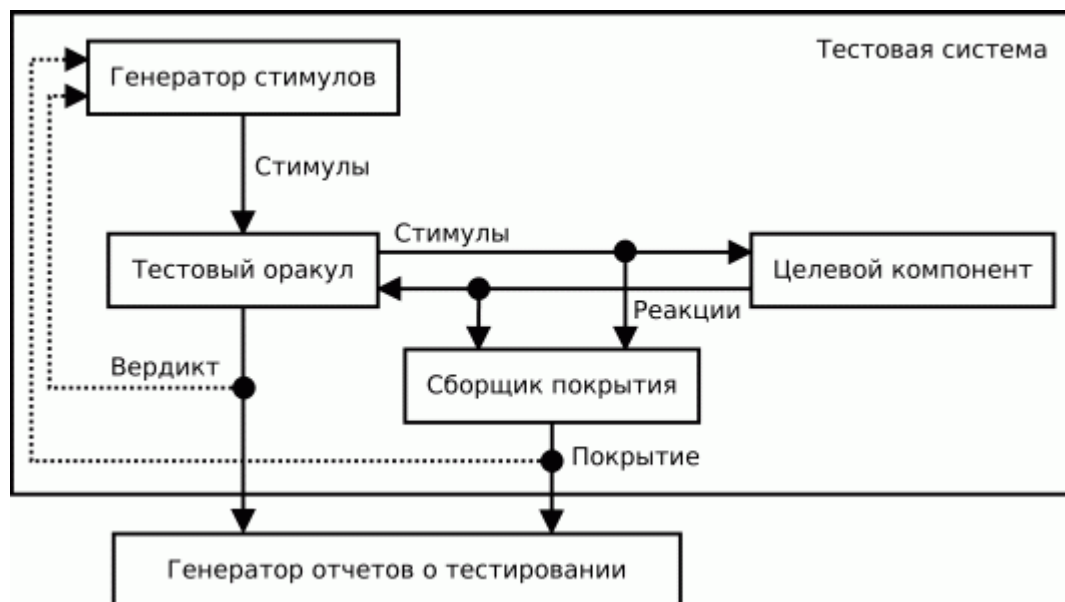 Тестовая система
Генератор стимулов
Стимулы
Стимулы
Тестовый оракул
Целевой компонент
Реакции
Вердикт
Сборщик покрытия
Покрытие
Генератор отчетов о тестировании